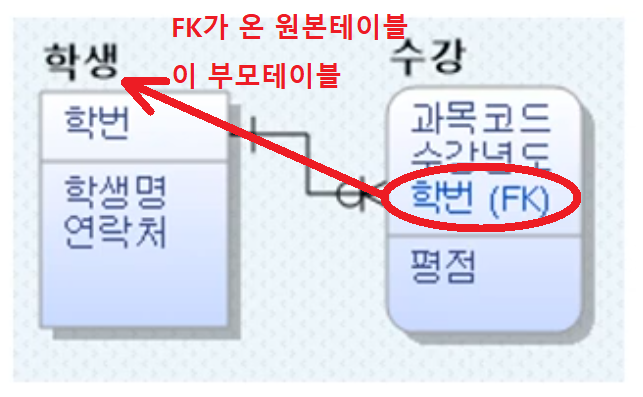 FK가 온 원본테이블
이 부모테이블
학생
학번
학생명
연락처
수강
과목코드
수강년도
학번 (FK)
평점